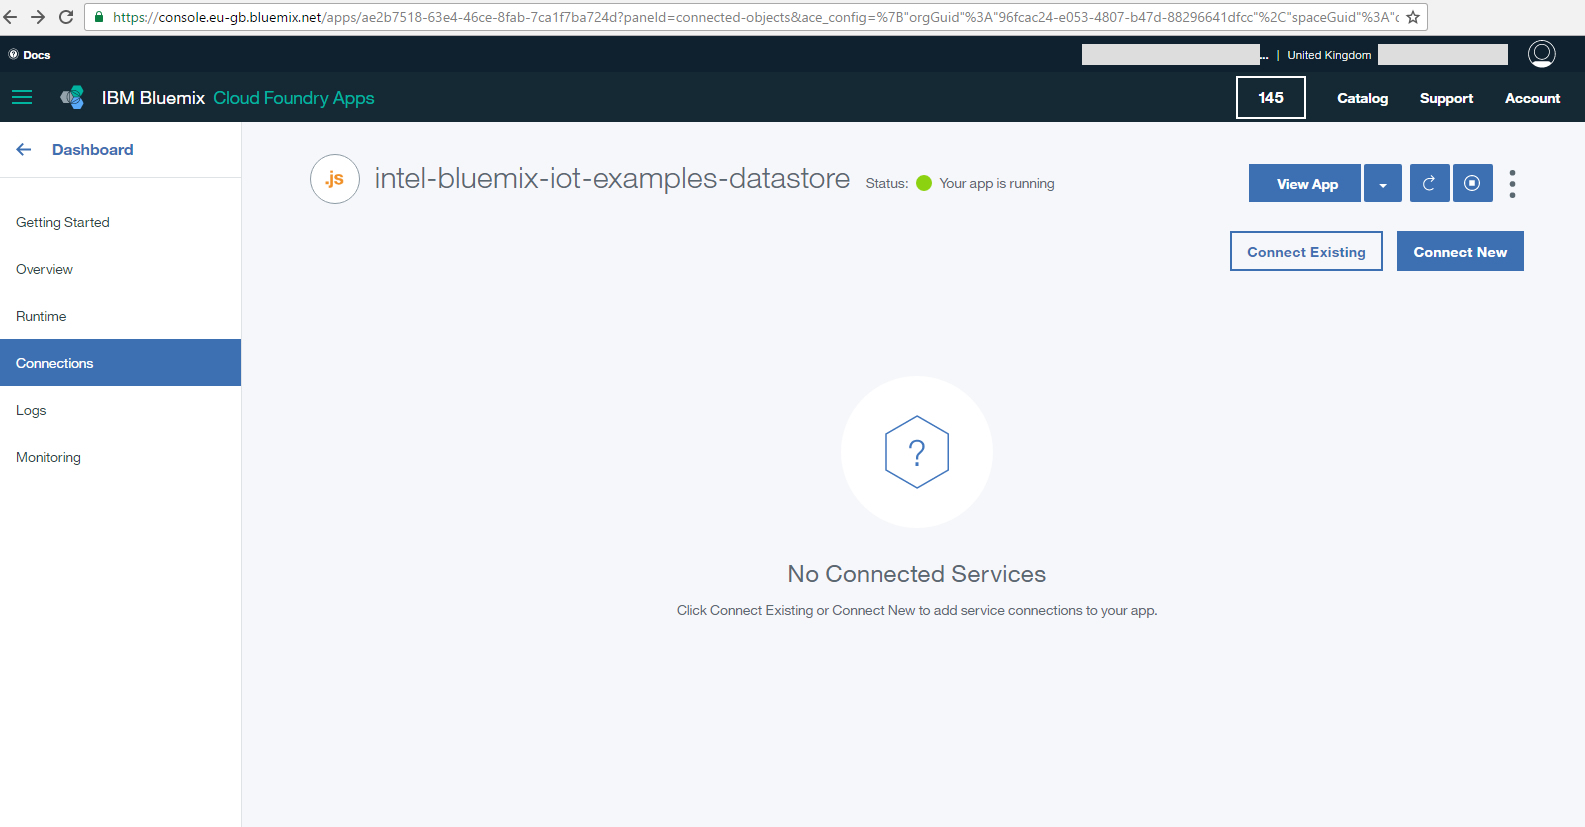 https://console.eu-gb.bluemix.net/apps/ae2b7518-63e4-46ce-8fab-7ca1f7ba724d?paneId=connected-objects&ace_config=%7B"orgGuid"%3A"96fcac24-e053-4807-b47d-88296641dfcc"%2C"spaceGuid"%3A"c
Docs
... | United Kingdom
IBM Bluemix Cloud Foundry Apps
145 Catalog Support Account
Dashboard
Getting Started
Overview
Runtime
Connections
Logs
Monitoring
.js intel-bluemix-iot-examples-datastore Status: Your app is running
View App
Connect Existing Connect New
?
No Connected Services
Click Connect Existing or Connect New to add service connections to your app.